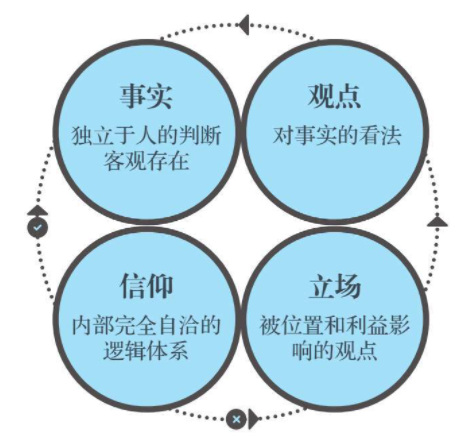 事实
独立于人的判断
客观存在
观点
对事实的看法
信仰
内部完全自洽的
逻辑体系
立场
被位置和利益影
响的观点